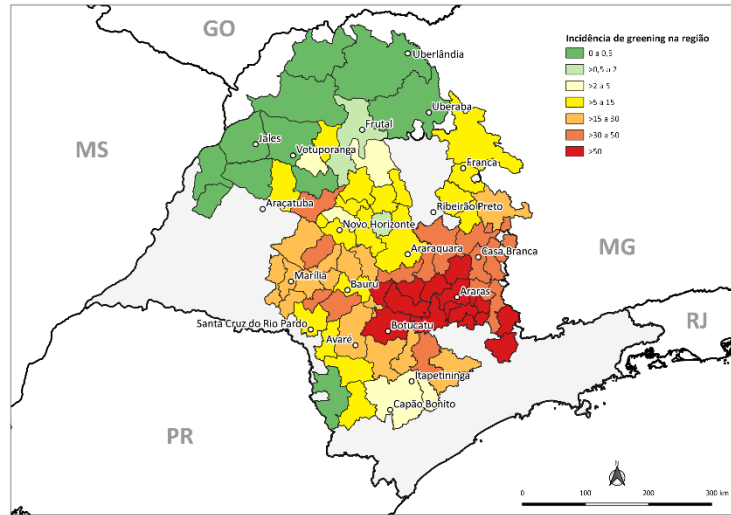 GO
Uberlândia
Incidência de greening na região
0 a 0,5
>0,5 a 2
>2 a 5
>5 a 15
>15 a 30
>30 a 50
>50
Uberaba
Frutal
Jales
MS
Votuporanga
Franca
Araçatuba
Ribeirão Preto
Novo Horizonte
MG
Araraquara
Casa Branca
Marília
Bauru
Araras
Santa Cruz do Rio Pardo
Botucatu
RJ
Avaré
Itapetininga
Capão Bonito
PR
N
0 100 200 300 km